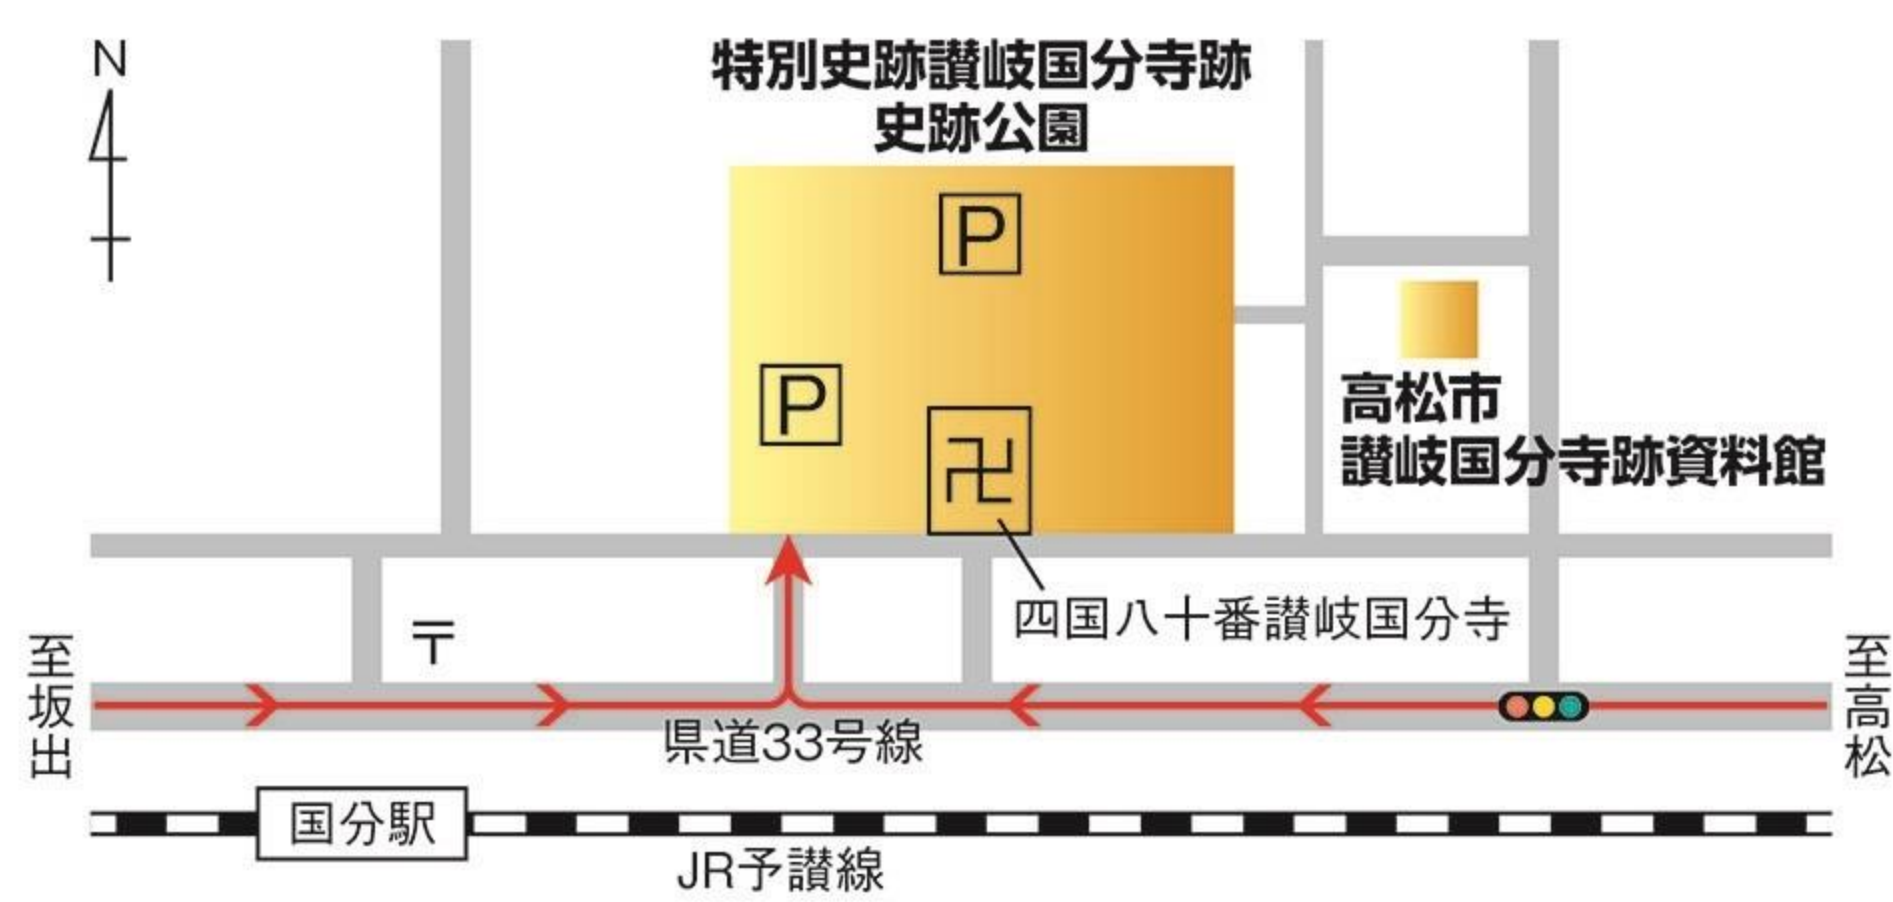 N
特別史跡讃岐国分寺跡
史跡公園
P
P
卍
高松市
讃岐国分寺跡資料館
四国八十番讃岐国分寺
〒
至坂出
至高松
県道33号線
国分駅
JR予讃線